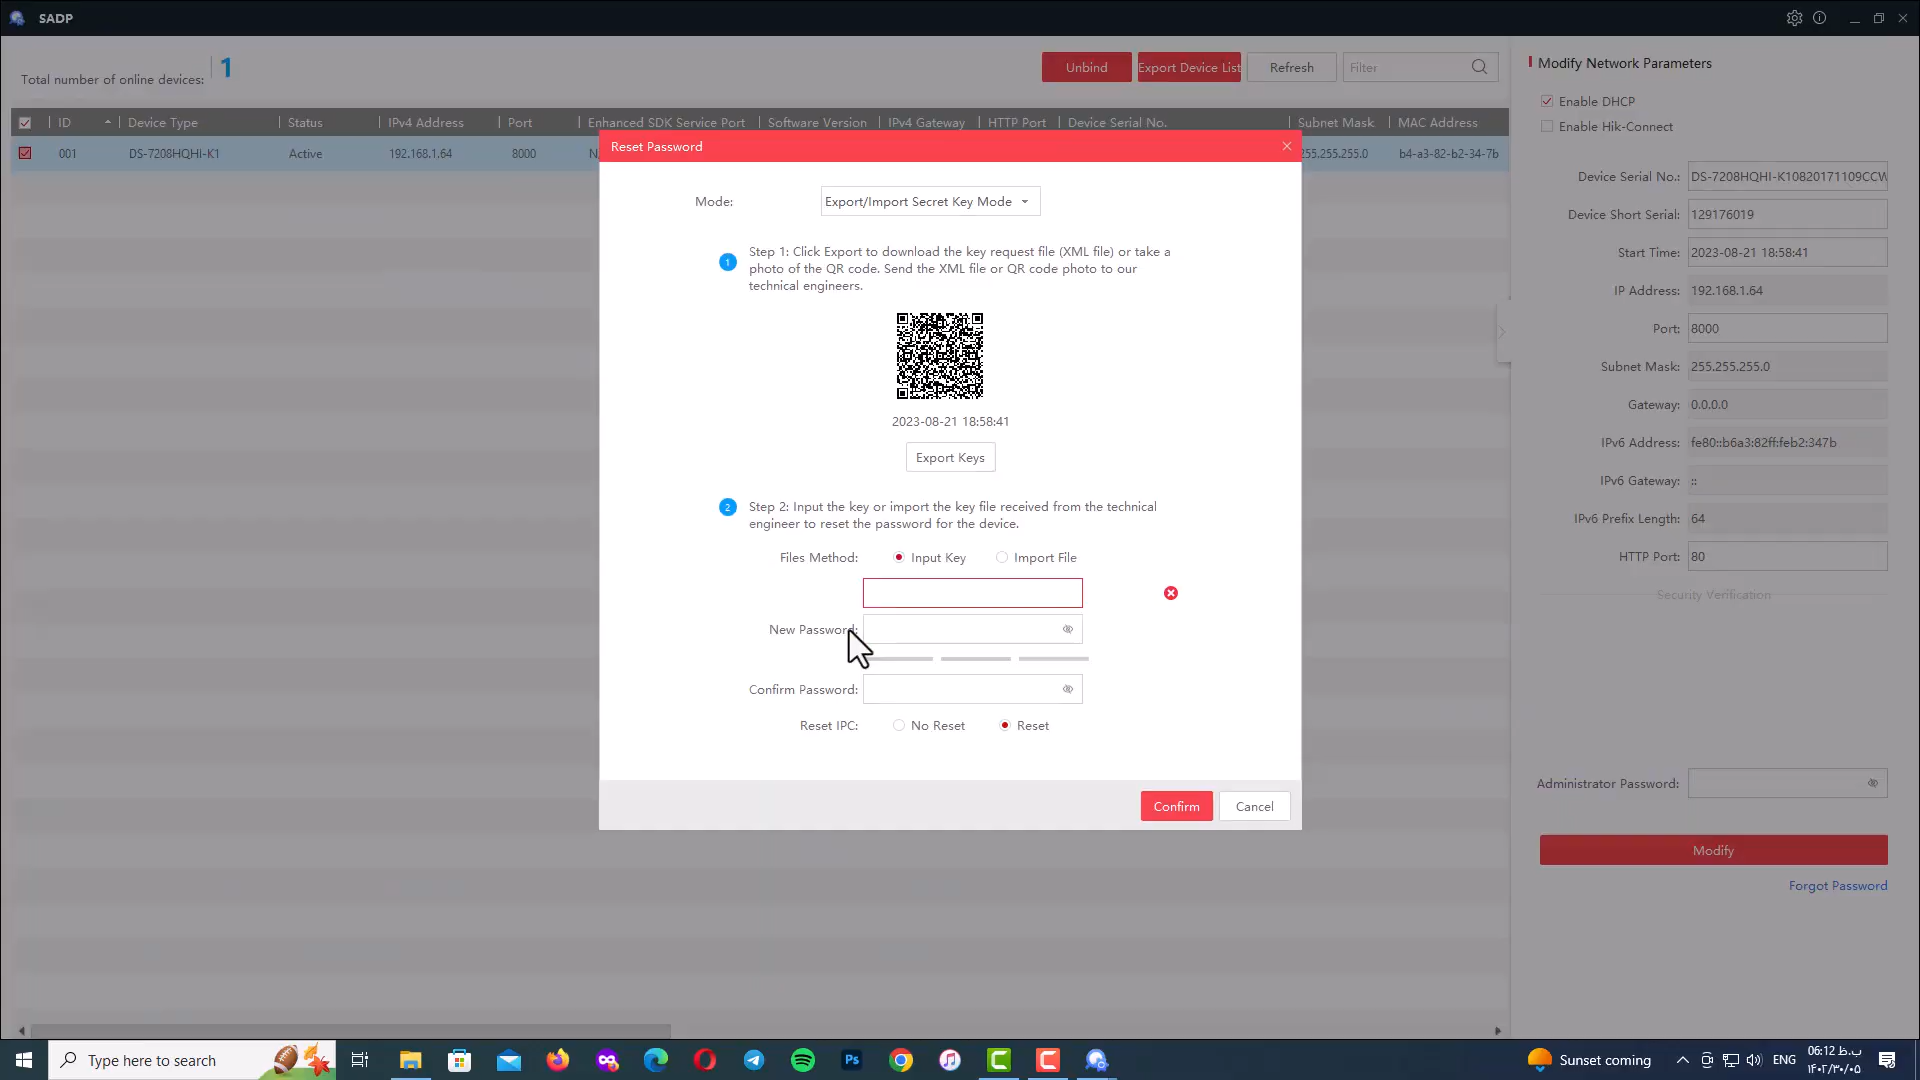 SADP
Total number of online devices: 1
Unbind
Export Device List
Refresh
Filter
ID
Device Type
Status
IPv4 Address
Port
Enhanced SDK Service Port
Software Version
IPv4 Gateway
HTTP Port
Device Serial No.
Subnet Mask
MAC Address
001
DS-7208HQHI-K1
Active
192.168.1.64
8000
255.255.255.0
b4-a3-82-b2-34-7b
Reset Password
Mode:
Export/Import Secret Key Mode
1
Step 1: Click Export to download the key request file (XML file) or take a
photo of the QR code. Send the XML file or QR code photo to our
technical engineers.
2023-08-21 18:58:41
Export Keys
2
Step 2: Input the key or import the key file received from the technical
engineer to reset the password for the device.
Files Method:
Input Key
Import File
New Password:
Confirm Password:
Reset IPC:
No Reset
Reset
Confirm
Cancel
Modify Network Parameters
Enable DHCP
Enable Hik-Connect
Device Serial No.: DS-7208HQHI-K10820171109CCW
Device Short Serial: 129176019
Start Time: 2023-08-21 18:58:41
IP Address: 192.168.1.64
Port: 8000
Subnet Mask: 255.255.255.0
Gateway: 0.0.0.0
IPv6 Address: fe80::b6a3:82ff:feb2:347b
IPv6 Gateway: ::
IPv6 Prefix Length: 64
HTTP Port: 80
Security Verification
Administrator Password:
Modify
Forgot Password
Type here to search
Ps
Sunset coming
ENG
06:12 ب.ظ
۱۴۰۲/۳۰/۰۵